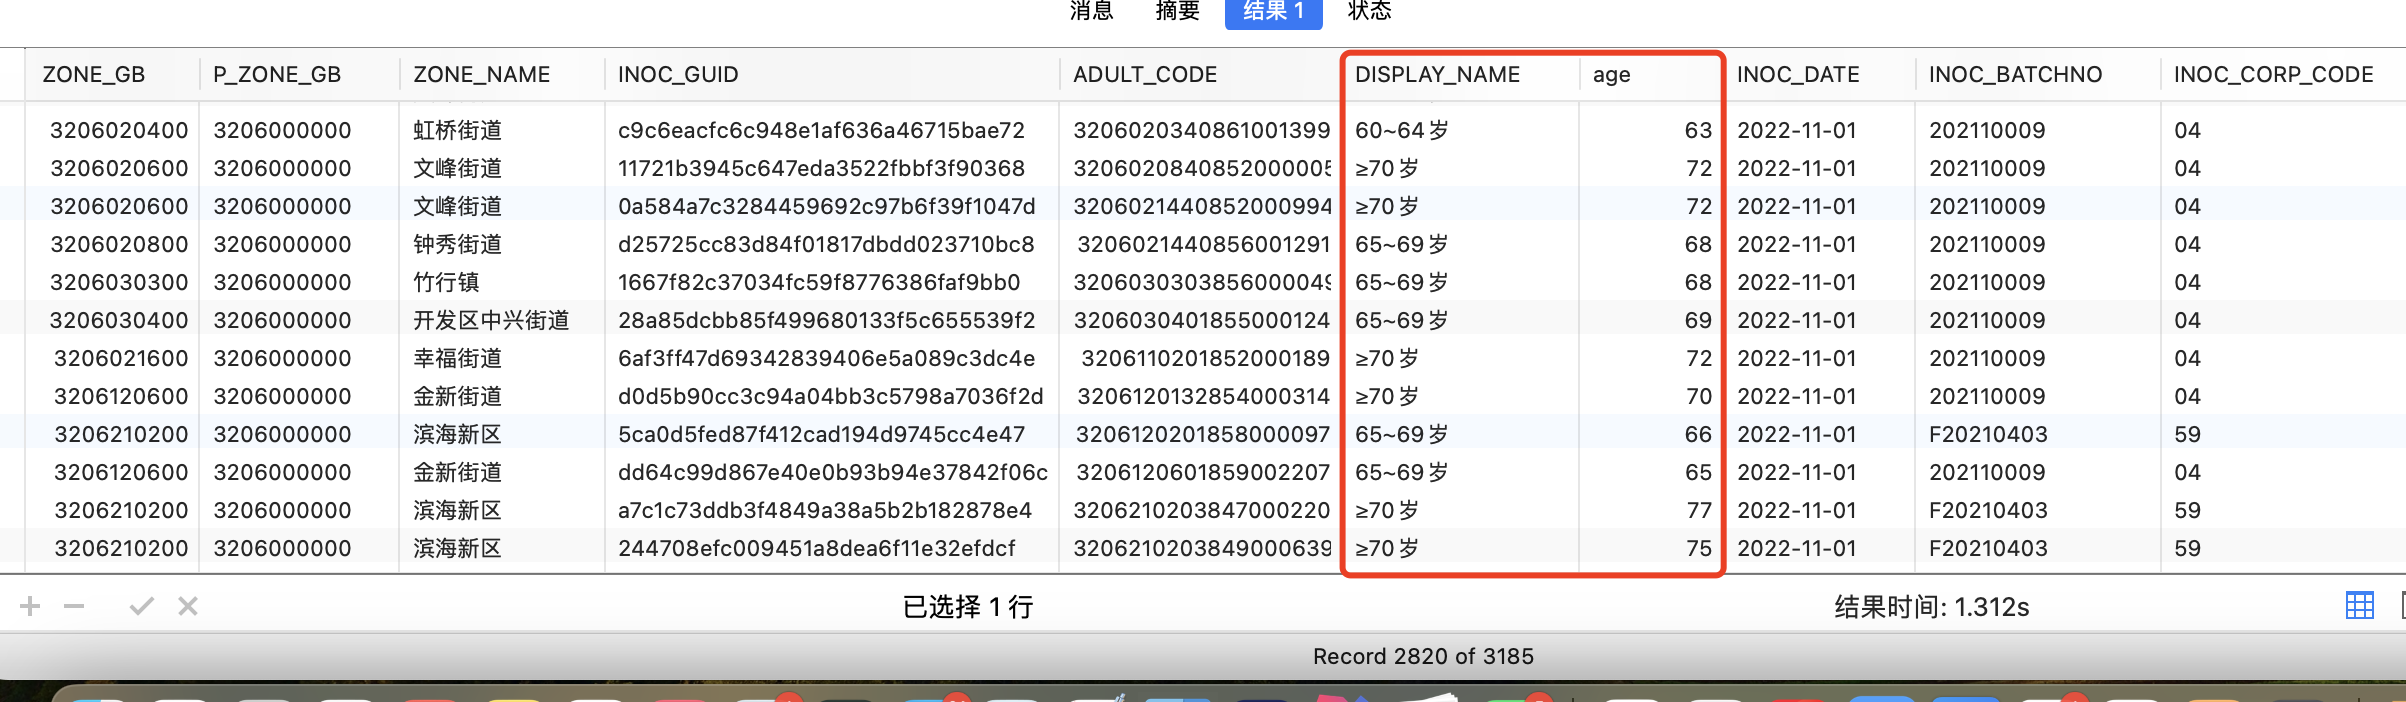 消息 摘要 结果 1 状态
ZONE_GB P_ZONE_GB ZONE_NAME INOC_GUID ADULT_CODE DISPLAY_NAME age INOC_DATE INOC_BATCHNO INOC_CORP_CODE
3206020400 3206000000 虹桥街道 c9c6eacfc6c948e1af636a46715bae72 3206020340861001399 60~64岁 63 2022-11-01 202110009 04
3206020600 3206000000 文峰街道 11721b3945c647eda3522fbbf3f90368 3206020840852000005 ≥70岁 72 2022-11-01 202110009 04
3206020600 3206000000 文峰街道 0a584a7c3284459692c97b6f39f1047d 3206021440852000994 ≥70岁 72 2022-11-01 202110009 04
3206020800 3206000000 钟秀街道 d25725cc83d84f01817dbdd023710bc8 3206021440856001291 65~69岁 68 2022-11-01 202110009 04
3206030300 3206000000 竹行镇 1667f82c37034fc59f8776386faf9bb0 3206030303856000049 65~69岁 68 2022-11-01 202110009 04
3206030400 3206000000 开发区中兴街道 28a85dcbb85f499680133f5c655539f2 3206030401855000124 65~69岁 69 2022-11-01 202110009 04
3206021600 3206000000 幸福街道 6af3ff47d69342839406e5a089c3dc4e 3206110201852000189 ≥70岁 72 2022-11-01 202110009 04
3206120600 3206000000 金新街道 d0d5b90cc3c94a04bb3c5798a7036f2d 3206120132854000314 ≥70岁 70 2022-11-01 202110009 04
3206210200 3206000000 滨海新区 5ca0d5fed87f412cad194d9745cc4e47 3206120201858000097 65~69岁 66 2022-11-01 F20210403 59
3206120600 3206000000 金新街道 dd64c99d867e40e0b93b94e37842f06c 3206120601859002207 65~69岁 65 2022-11-01 202110009 04
3206210200 3206000000 滨海新区 a7c1c73ddb3f4849a38a5b2b182878e4 3206210203847000220 ≥70岁 77 2022-11-01 F20210403 59
3206210200 3206000000 滨海新区 244708efc009451a8dea6f11e32efdcf 3206210203849000639 ≥70岁 75 2022-11-01 F20210403 59
已选择 1 行 结果时间: 1.312s
Record 2820 of 3185